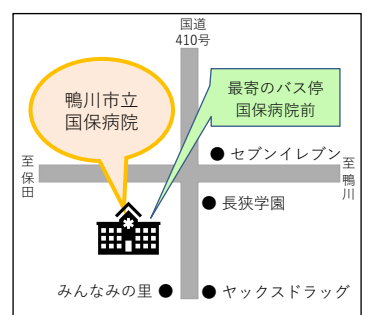 国道
410号
鴨川市立
国保病院
最寄のバス停
国保病院前
セブンイレブン
至保田
至鴨川
長狭学園
みんなみの里
ヤックスドラッグ